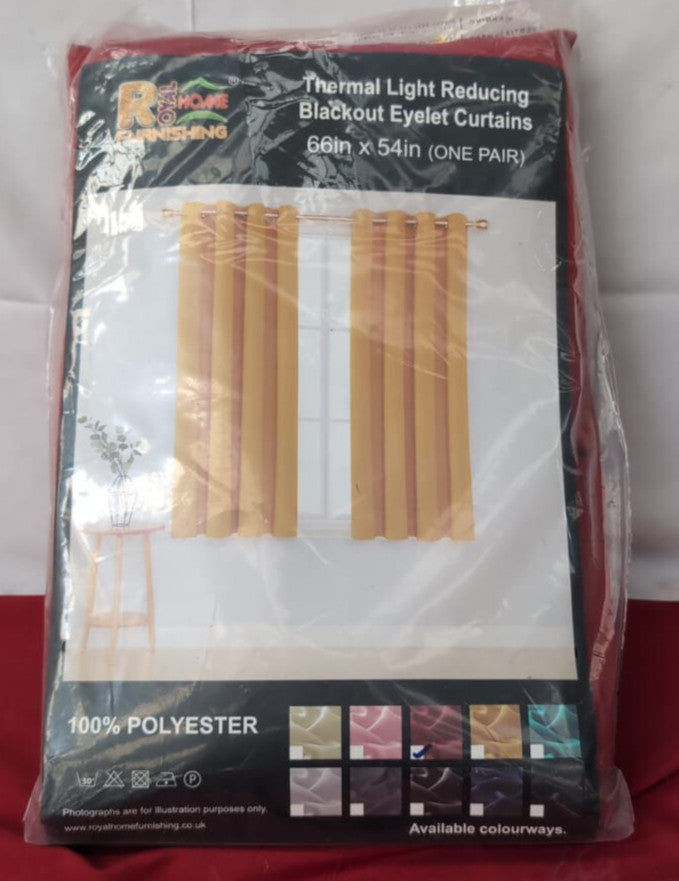 ROYAL HOME ®
FURNISHING
Thermal Light Reducing
Blackout Eyelet Curtains
66in x 54in (ONE PAIR)
100% POLYESTER
30°
P
Photographs are for illustration purposes only.
www.royalhomefurnishing.co.uk
Available colourways.